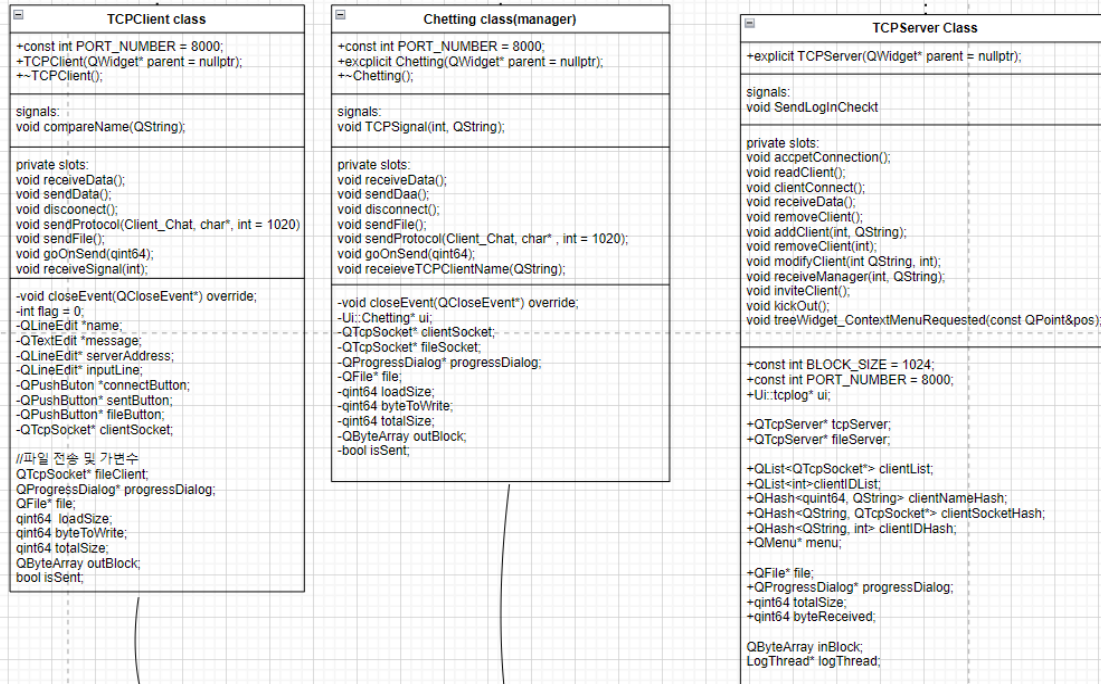 TCPClient class
+const int PORT_NUMBER = 8000;
+TCPClient(QWidget* parent = nullptr);
+~TCPClient();
signals:
void compareName(QString);
private slots:
void receiveData();
void sendData();
void discoonect();
void sendProtocol(Client_Chat, char*, int = 1020)
void sendFile();
void goOnSend(qint64);
void receiveSignal(int);
-void closeEvent(QCloseEvent*) override;
-int flag = 0;
-QLineEdit *name;
-QTextEdit *message;
-QLineEdit* serverAddress;
-QLineEdit* inputLine;
-QPushButon *connectButton;
-QPushButton* sentButton;
-QPushButton* fileButton;
-QTcpSocket* clientSocket;
//파일 전송 및 가변수
QTcpSocket* fileClient;
QProgressDialog* progressDialog;
QFile* file;
qint64 loadSize;
qint64 byteToWrite;
qint64 totalSize;
QByteArray outBlock;
bool isSent;
Chetting class(manager)
+const int PORT_NUMBER = 8000;
+excplicit Chetting(QWidget* parent = nullptr);
+~Chetting();
signals:
void TCPSignal(int, QString);
private slots:
void receiveData();
void sendDaa();
void disconnect();
void sendFile();
void sendProtocol(Client_Chat, char* , int = 1020);
void goOnSend(qint64);
void receieveTCPClientName(QString);
-void closeEvent(QCloseEvent*) override;
-Ui::Chetting* ui;
-QTcpSocket* clientSocket;
-QTcpSocket* fileSocket;
-QProgressDialog* progressDialog;
-QFile* file;
-qint64 loadSize;
-qint64 byteToWrite;
-qint64 totalSize;
-QByteArray outBlock;
-bool isSent;
TCPServer Class
+explicit TCPServer(QWidget* parent = nullptr);
signals:
void SendLogInCheckt
private slots:
void accpetConnection();
void readClient();
void clientConnect();
void receiveData();
void removeClient();
void addClient(int, QString);
void removeClient(int);
void modifyClient(int QString, int);
void receiveManager(int, QString);
void inviteClient();
void kickOut();
void treeWidget_ContextMenuRequested(const QPoint&pos);
+const int BLOCK_SIZE = 1024;
+const int PORT_NUMBER = 8000;
+Ui::tcplog* ui;
+QTcpServer* tcpServer;
+QTcpServer* fileServer;
+QList<QTcpSocket*> clientList;
+QList<int>clientIDList;
+QHash<quint64, QString> clientNameHash;
+QHash<QString, QTcpSocket*> clientSocketHash;
+QHash<QString, int> clientIDHash;
+QMenu* menu;
+QFile* file;
+QProgressDialog* progressDialog;
+qint64 totalSize;
+qint64 byteReceived;
QByteArray inBlock;
LogThread* logThread;